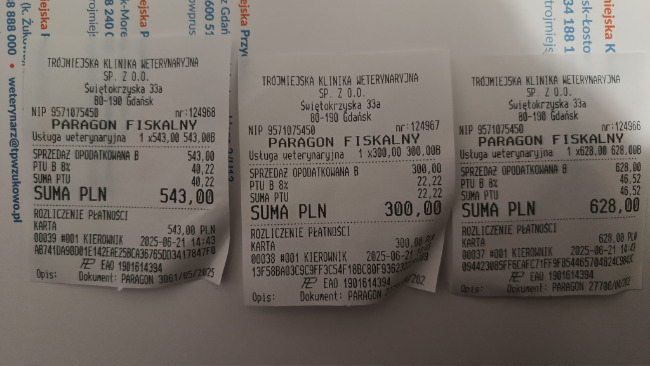 TRÓJMIEJSKA KLINIKA WETERYNARYJNA
SP. Z O.O.
Świętokrzyska 33a
80-190 Gdańsk
NIP 9571075450 nr:124968
PARAGON FISKALNY
Usługa weterynaryjna 1 x543,00 543,00B
SPRZEDAŻ OPODATKOWANA B 543,00
PTU B 8% 40,22
SUMA PTU 40,22
SUMA PLN 543,00
ROZLICZENIE PŁATNOŚCI
KARTA 543,00 PLN
00039 #001 KIEROWNIK 2025-06-21 14:43
EAO 1901614394
Opis: Dokument: PARAGON 3861/05/2025
TRÓJMIEJSKA KLINIKA WETERYNARYJNA
SP. Z O.O.
Świętokrzyska 33a
80-190 Gdańsk
NIP 9571075450 nr:124967
PARAGON FISKALNY
Usługa weterynaryjna 1 x300,00 300,00B
SPRZEDAŻ OPODATKOWANA B 300,00
PTU B 8% 22,22
SUMA PTU 22,22
SUMA PLN 300,00
ROZLICZENIE PŁATNOŚCI
KARTA 300,00 PLN
00038 #001 KIEROWNIK 2025-06-21
EAO 1901614394
Opis: Dokument: PARAGON
TRÓJMIEJSKA KLINIKA WETERYNARYJNA
SP. Z O.O.
Świętokrzyska 33a
80-190 Gdańsk
NIP 9571075450 nr:124966
PARAGON FISKALNY
Usługa weterynaryjna 1 x628,00 628,00B
SPRZEDAŻ OPODATKOWANA B 628,00
PTU B 8% 46,52
SUMA PTU 46,52
SUMA PLN 628,00
ROZLICZENIE PŁATNOŚCI
KARTA 628,00 PLN
00037 #001 KIEROWNIK 2025-06-21 14:43
EAO 1901614394
Opis: Dokument: PARAGON
weterynarz@tpwzukowo.pl